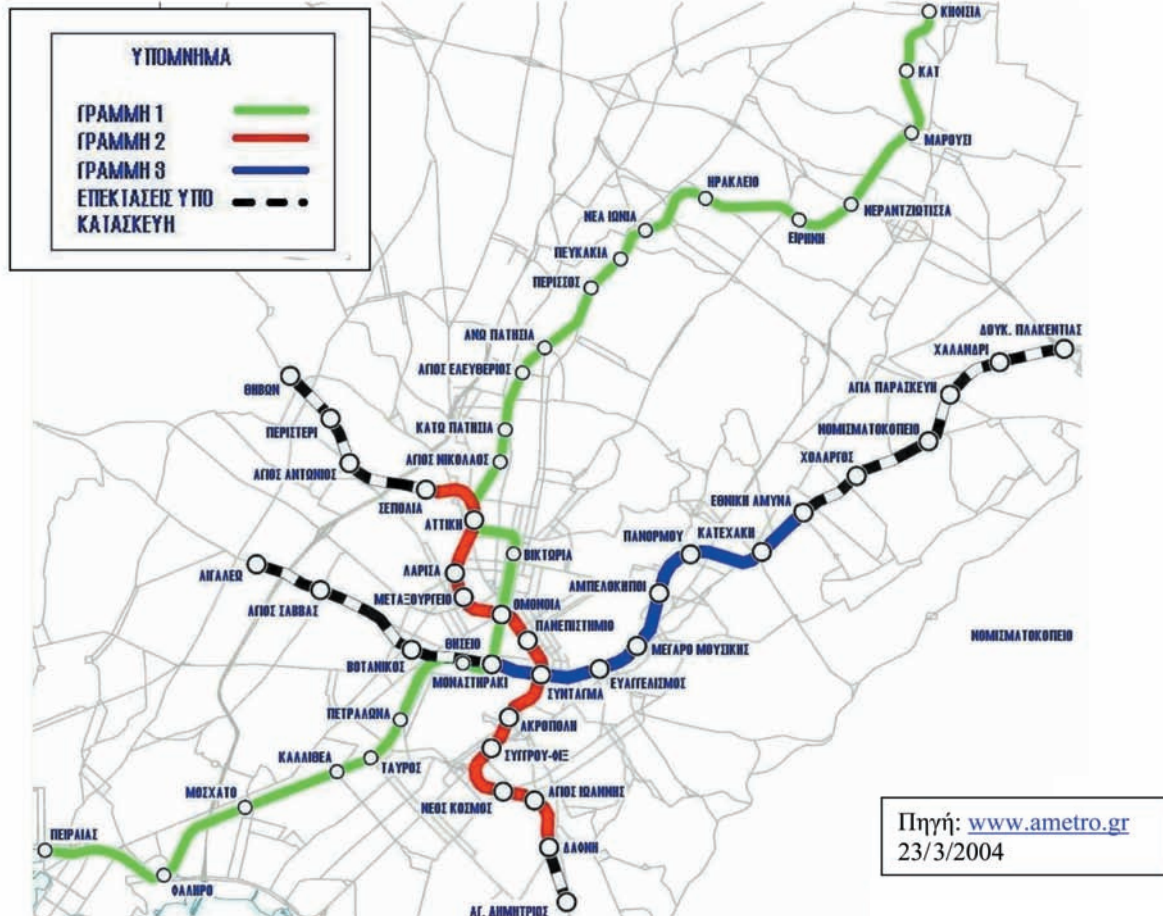 ΥΠΟΜΝΗΜΑ
ΓΡΑΜΜΗ 1
ΓΡΑΜΜΗ 2
ΓΡΑΜΜΗ 3
ΕΠΕΚΤΑΣΕΙΣ ΥΠΟ
ΚΑΤΑΣΚΕΥΗ
ΚΗΦΙΣΙΑ
ΚΑΤ
ΜΑΡΟΥΣΙ
ΗΡΑΚΛΕΙΟ
ΝΕΡΑΝΤΖΙΩΤΙΣΣΑ
ΝΕΑ ΙΩΝΙΑ
ΕΙΡΗΝΗ
ΠΕΥΚΑΚΙΑ
ΠΕΡΙΣΣΟΣ
ΑΝΩ ΠΑΤΗΣΙΑ
ΔΟΥΚ. ΠΛΑΚΕΝΤΙΑΣ
ΧΑΛΑΝΔΡΙ
ΑΓΙΟΣ ΕΛΕΥΘΕΡΙΟΣ
ΑΓΙΑ ΠΑΡΑΣΚΕΥΗ
ΘΗΒΩΝ
ΠΕΡΙΣΤΕΡΙ
ΚΑΤΩ ΠΑΤΗΣΙΑ
ΝΟΜΙΣΜΑΤΟΚΟΠΕΙΟ
ΑΓΙΟΣ ΑΝΤΩΝΙΟΣ
ΑΓΙΟΣ ΝΙΚΟΛΑΟΣ
ΧΟΛΑΡΓΟΣ
ΣΕΠΟΛΙΑ
ΕΘΝΙΚΗ ΑΜΥΝΑ
ΑΤΤΙΚΗ
ΠΑΝΟΡΜΟΥ
ΚΑΤΕΧΑΚΗ
ΒΙΚΤΩΡΙΑ
ΑΙΓΑΛΕΩ
ΛΑΡΙΣΑ
ΑΜΠΕΛΟΚΗΠΟΙ
ΑΓΙΟΣ ΣΑΒΒΑΣ
ΜΕΤΑΞΟΥΡΓΕΙΟ
ΟΜΟΝΟΙΑ
ΠΑΝΕΠΙΣΤΗΜΙΟ
ΝΟΜΙΣΜΑΤΟΚΟΠΕΙΟ
ΘΗΣΕΙΟ
ΜΕΓΑΡΟ ΜΟΥΣΙΚΗΣ
ΒΟΤΑΝΙΚΟΣ
ΜΟΝΑΣΤΗΡΑΚΙ
ΣΥΝΤΑΓΜΑ
ΕΥΑΓΓΕΛΙΣΜΟΣ
ΠΕΤΡΑΛΩΝΑ
ΑΚΡΟΠΟΛΗ
ΣΥΓΓΡΟΥ-ΦΙΞ
ΚΑΛΛΙΘΕΑ
ΤΑΥΡΟΣ
ΜΟΣΧΑΤΟ
ΝΕΟΣ ΚΟΣΜΟΣ
ΑΓΙΟΣ ΙΩΑΝΝΗΣ
ΠΕΙΡΑΙΑΣ
ΔΑΦΝΗ
ΦΑΛΗΡΟ
ΑΓ. ΔΗΜΗΤΡΙΟΣ
Πηγή: www.ametro.gr
23/3/2004